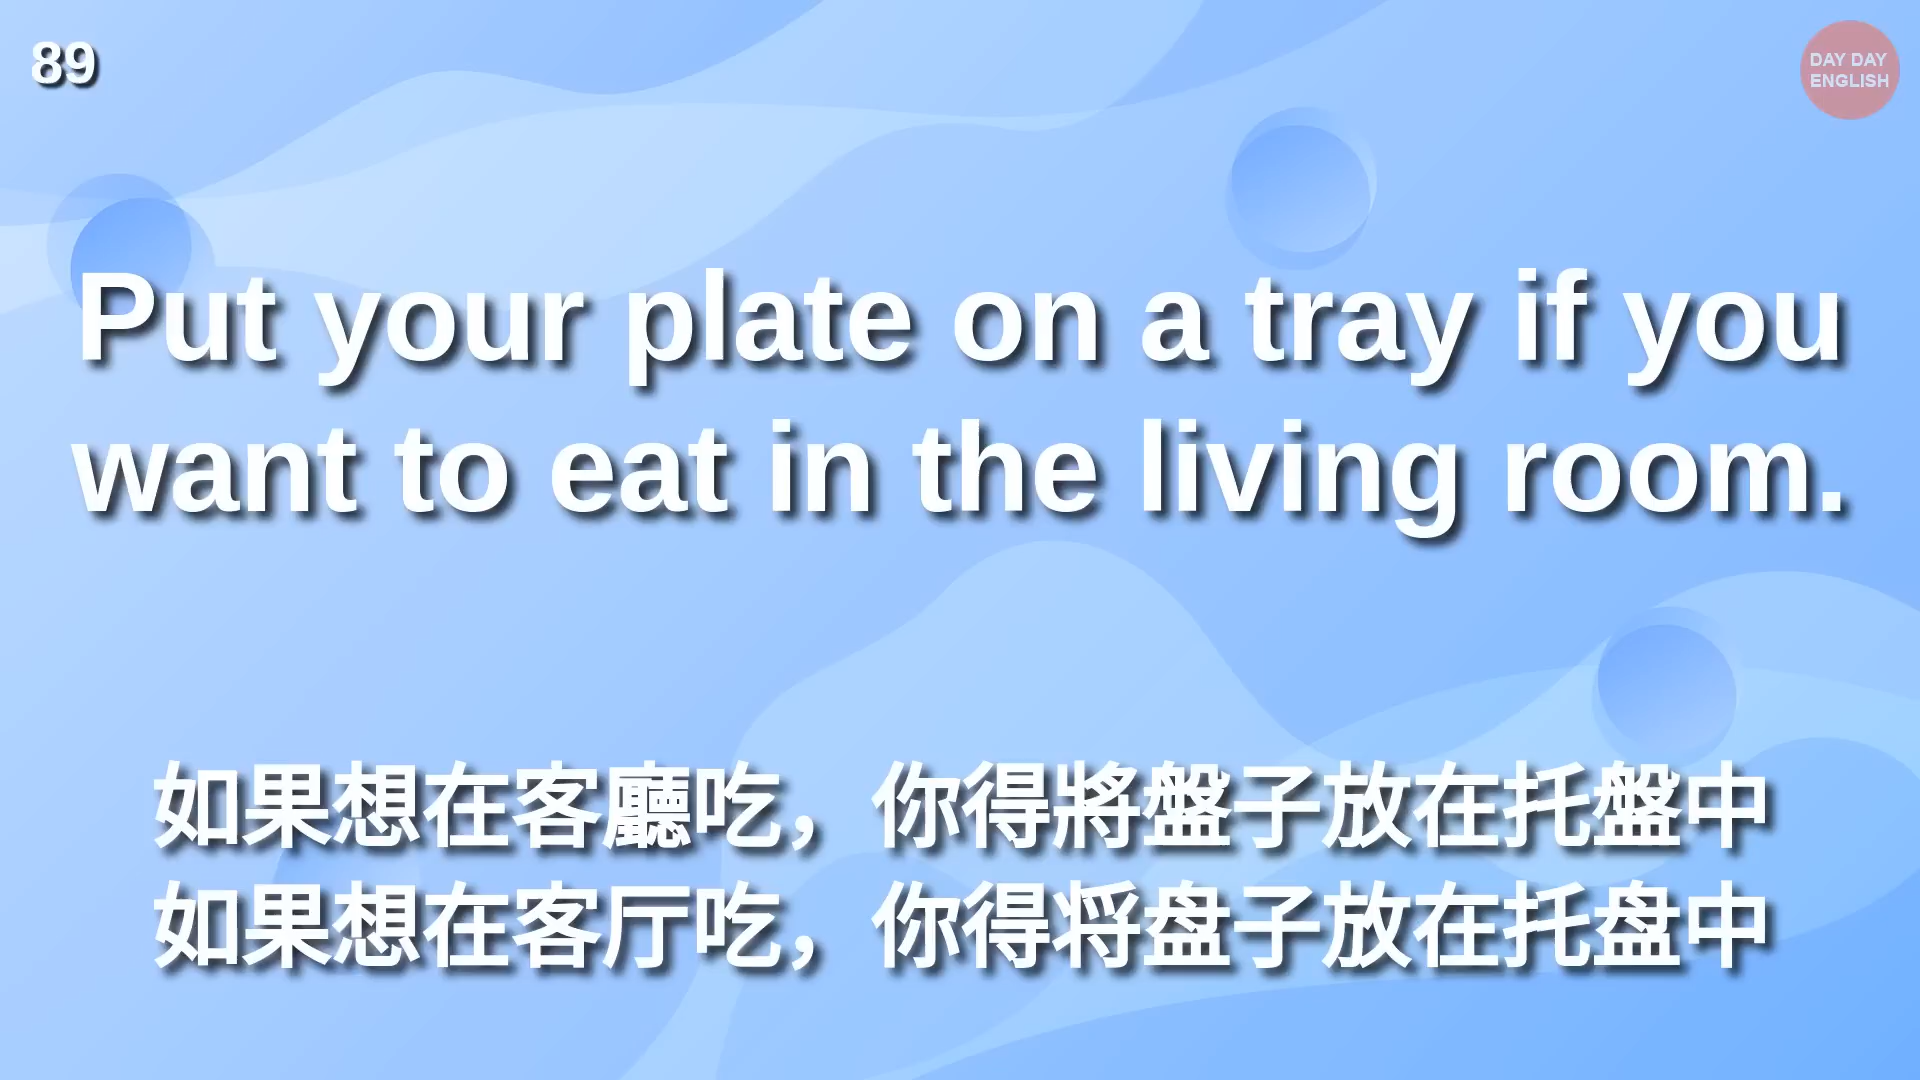 89
DAY DAY
ENGLISH
Put your plate on a tray if you
want to eat in the living room.
如果想在客廳吃，你得將盤子放在托盤中
如果想在客厅吃，你得将盘子放在托盘中